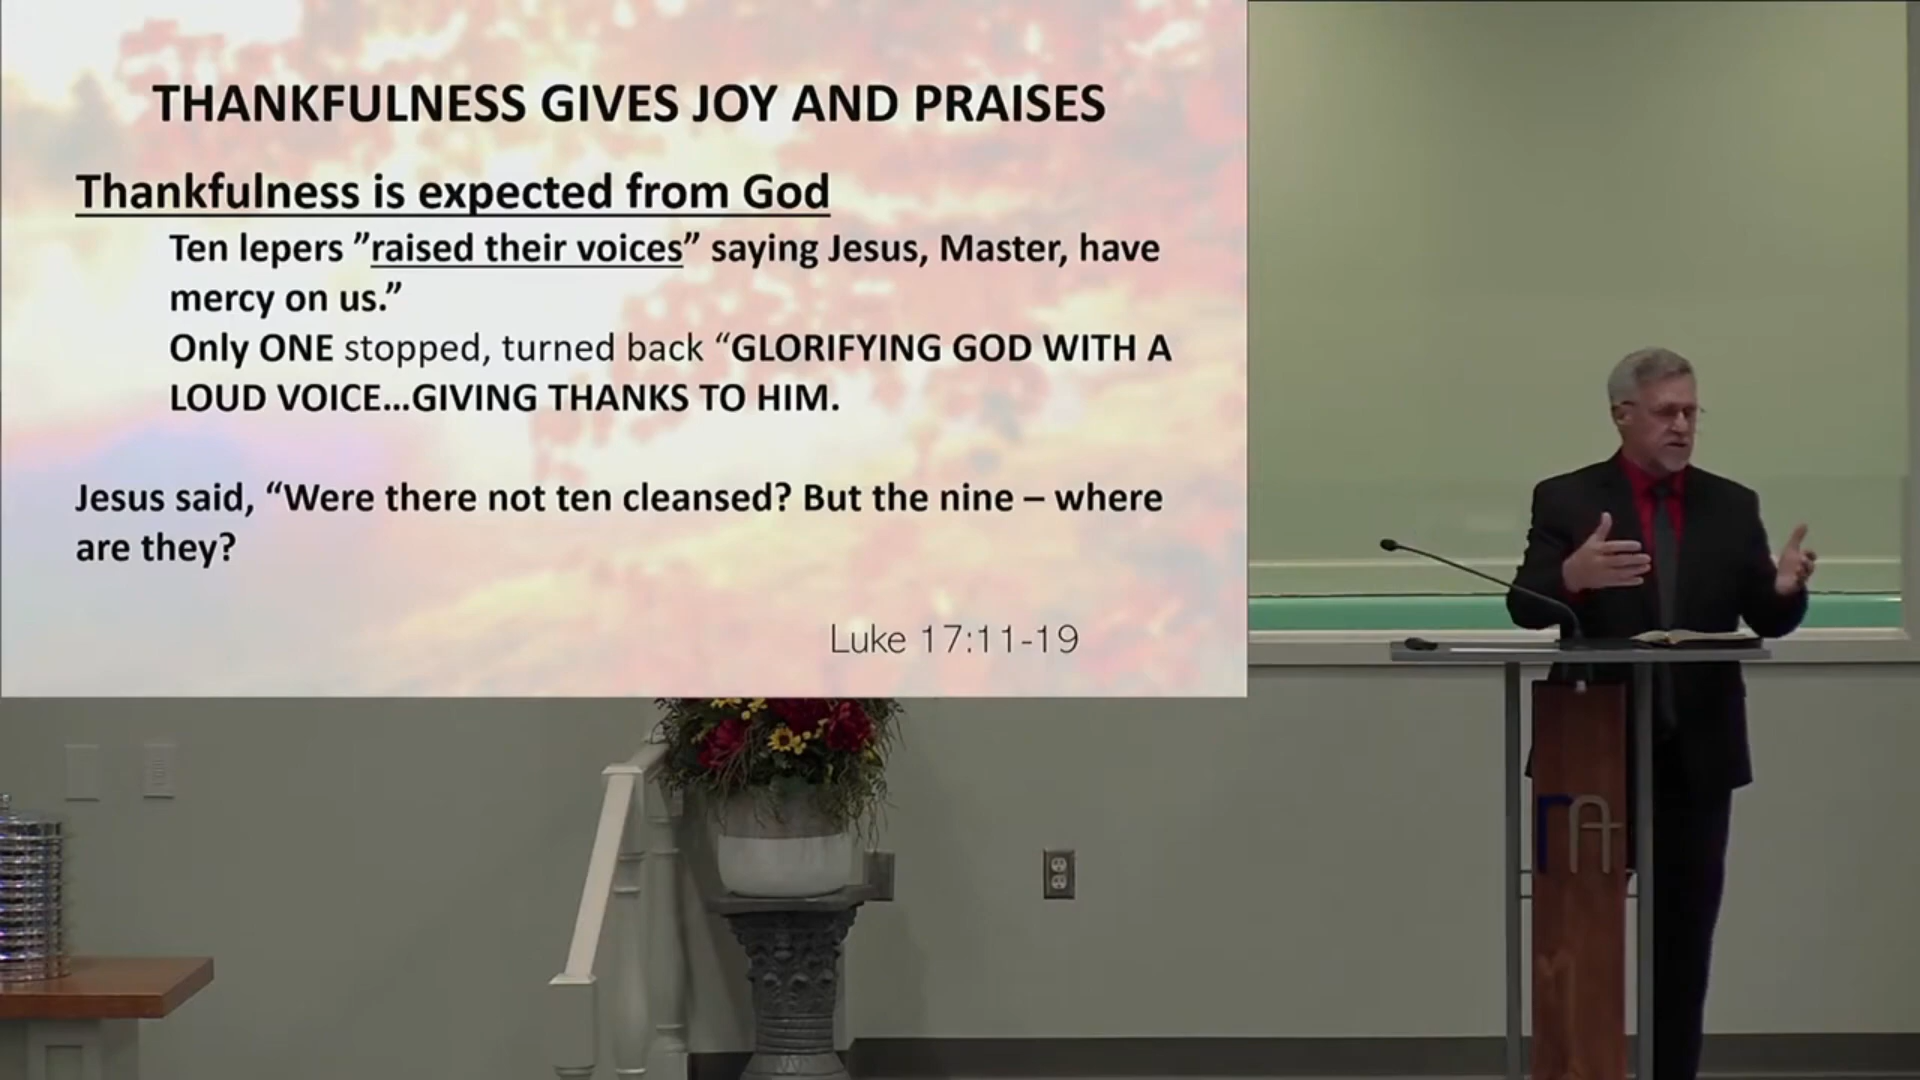 THANKFULNESS GIVES JOY AND PRAISES
Thankfulness is expected from God
Ten lepers ”raised their voices” saying Jesus, Master, have
mercy on us.”
Only ONE stopped, turned back “GLORIFYING GOD WITH A
LOUD VOICE…GIVING THANKS TO HIM.
Jesus said, “Were there not ten cleansed? But the nine – where
are they?
Luke 17:11-19